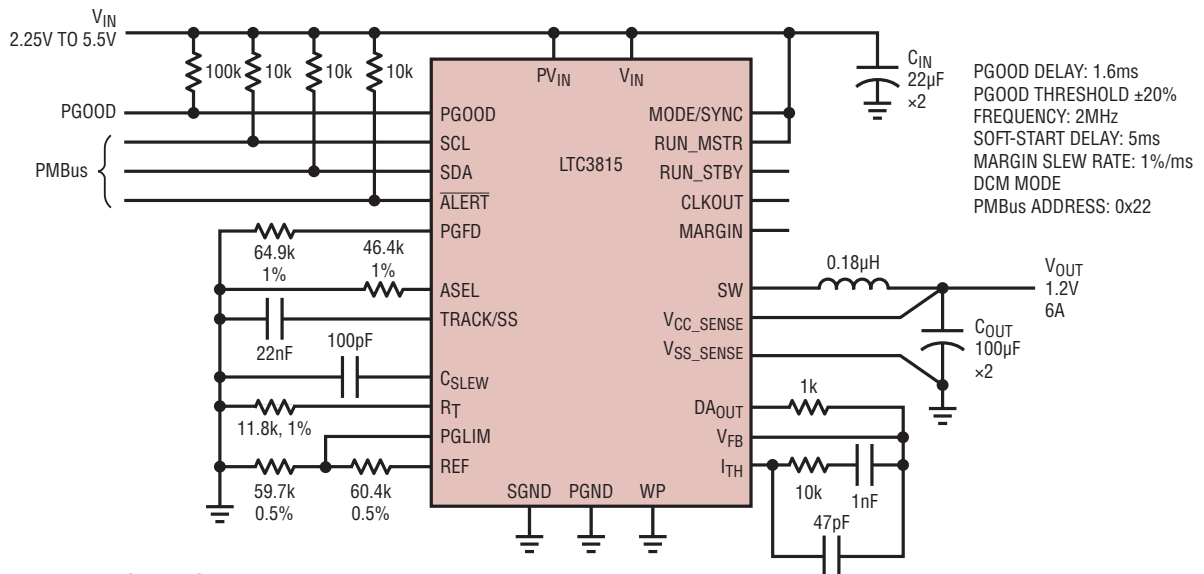 VIN
2.25V TO 5.5V
100k
10k
10k
10k
PGOOD
PMBus
64.9k
1%
46.4k
1%
22nF
100pF
11.8k, 1%
59.7k
0.5%
60.4k
0.5%
PVIN
VIN
PGOOD
SCL
SDA
ALERT
PGFD
ASEL
TRACK/SS
CSLEW
RT
PGLIM
REF
LTC3815
SGND
PGND
WP
MODE/SYNC
RUN_MSTR
RUN_STBY
CLKOUT
MARGIN
SW
VCC_SENSE
VSS_SENSE
DAOUT
VFB
ITH
CIN
22µF
×2
0.18µH
VOUT
1.2V
6A
COUT
100µF
×2
1k
10k
1nF
47pF
PGOOD DELAY: 1.6ms
PGOOD THRESHOLD ±20%
FREQUENCY: 2MHz
SOFT-START DELAY: 5ms
MARGIN SLEW RATE: 1%/ms
DCM MODE
PMBus ADDRESS: 0x22